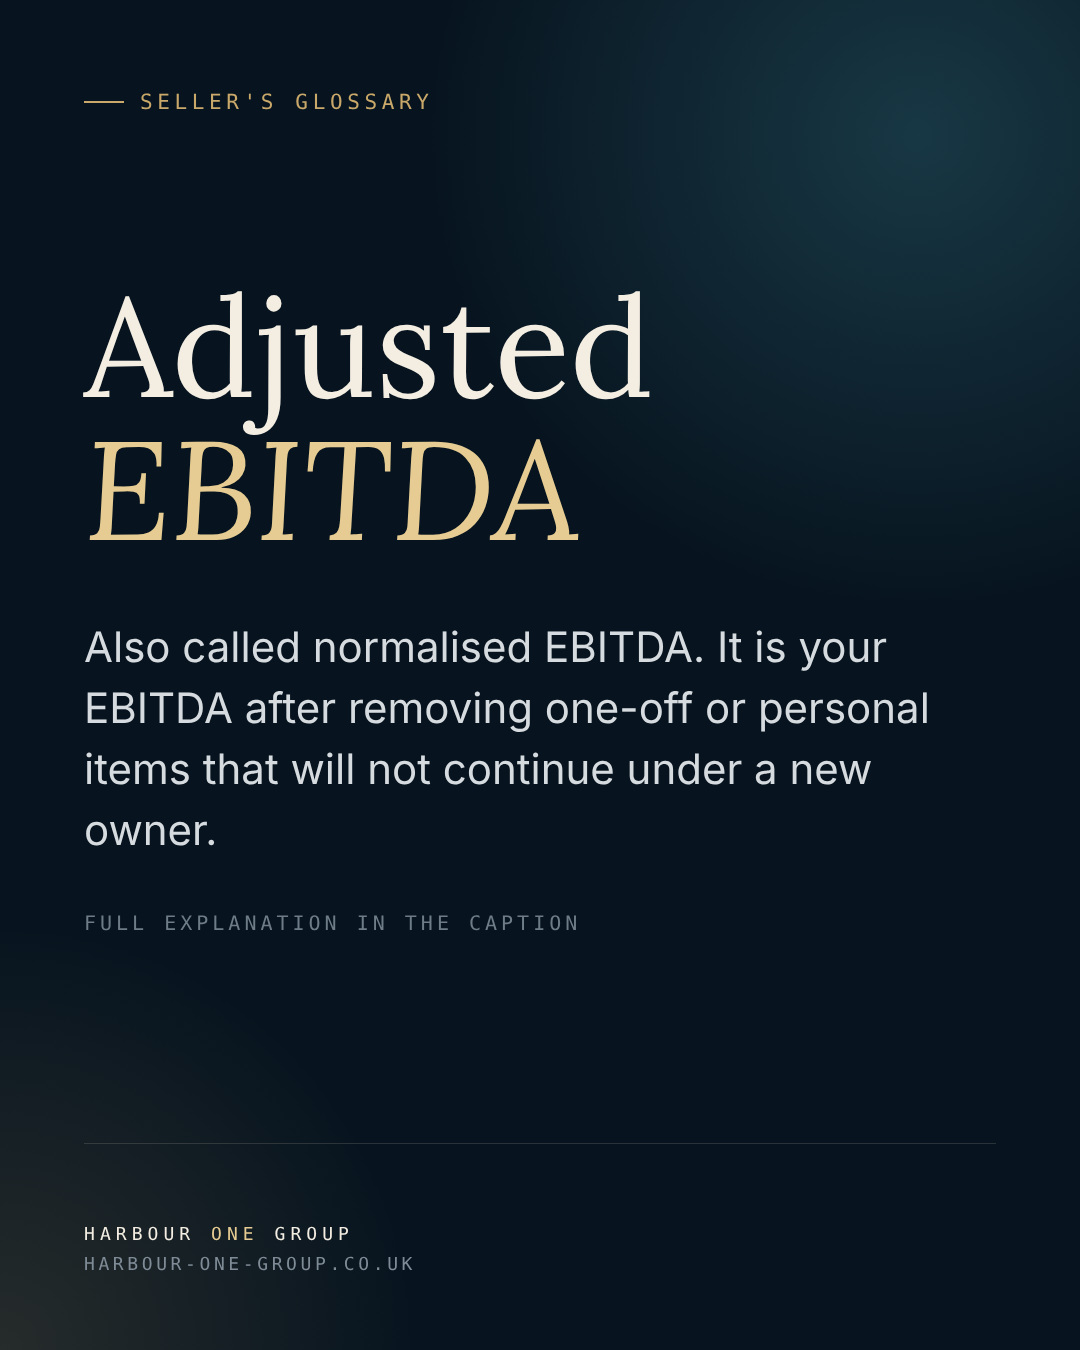 SELLER'S GLOSSARY
Adjusted
EBITDA
Also called normalised EBITDA. It is your
EBITDA after removing one-off or personal
items that will not continue under a new
owner.
FULL EXPLANATION IN THE CAPTION
HARBOUR ONE GROUP
HARBOUR-ONE-GROUP.CO.UK